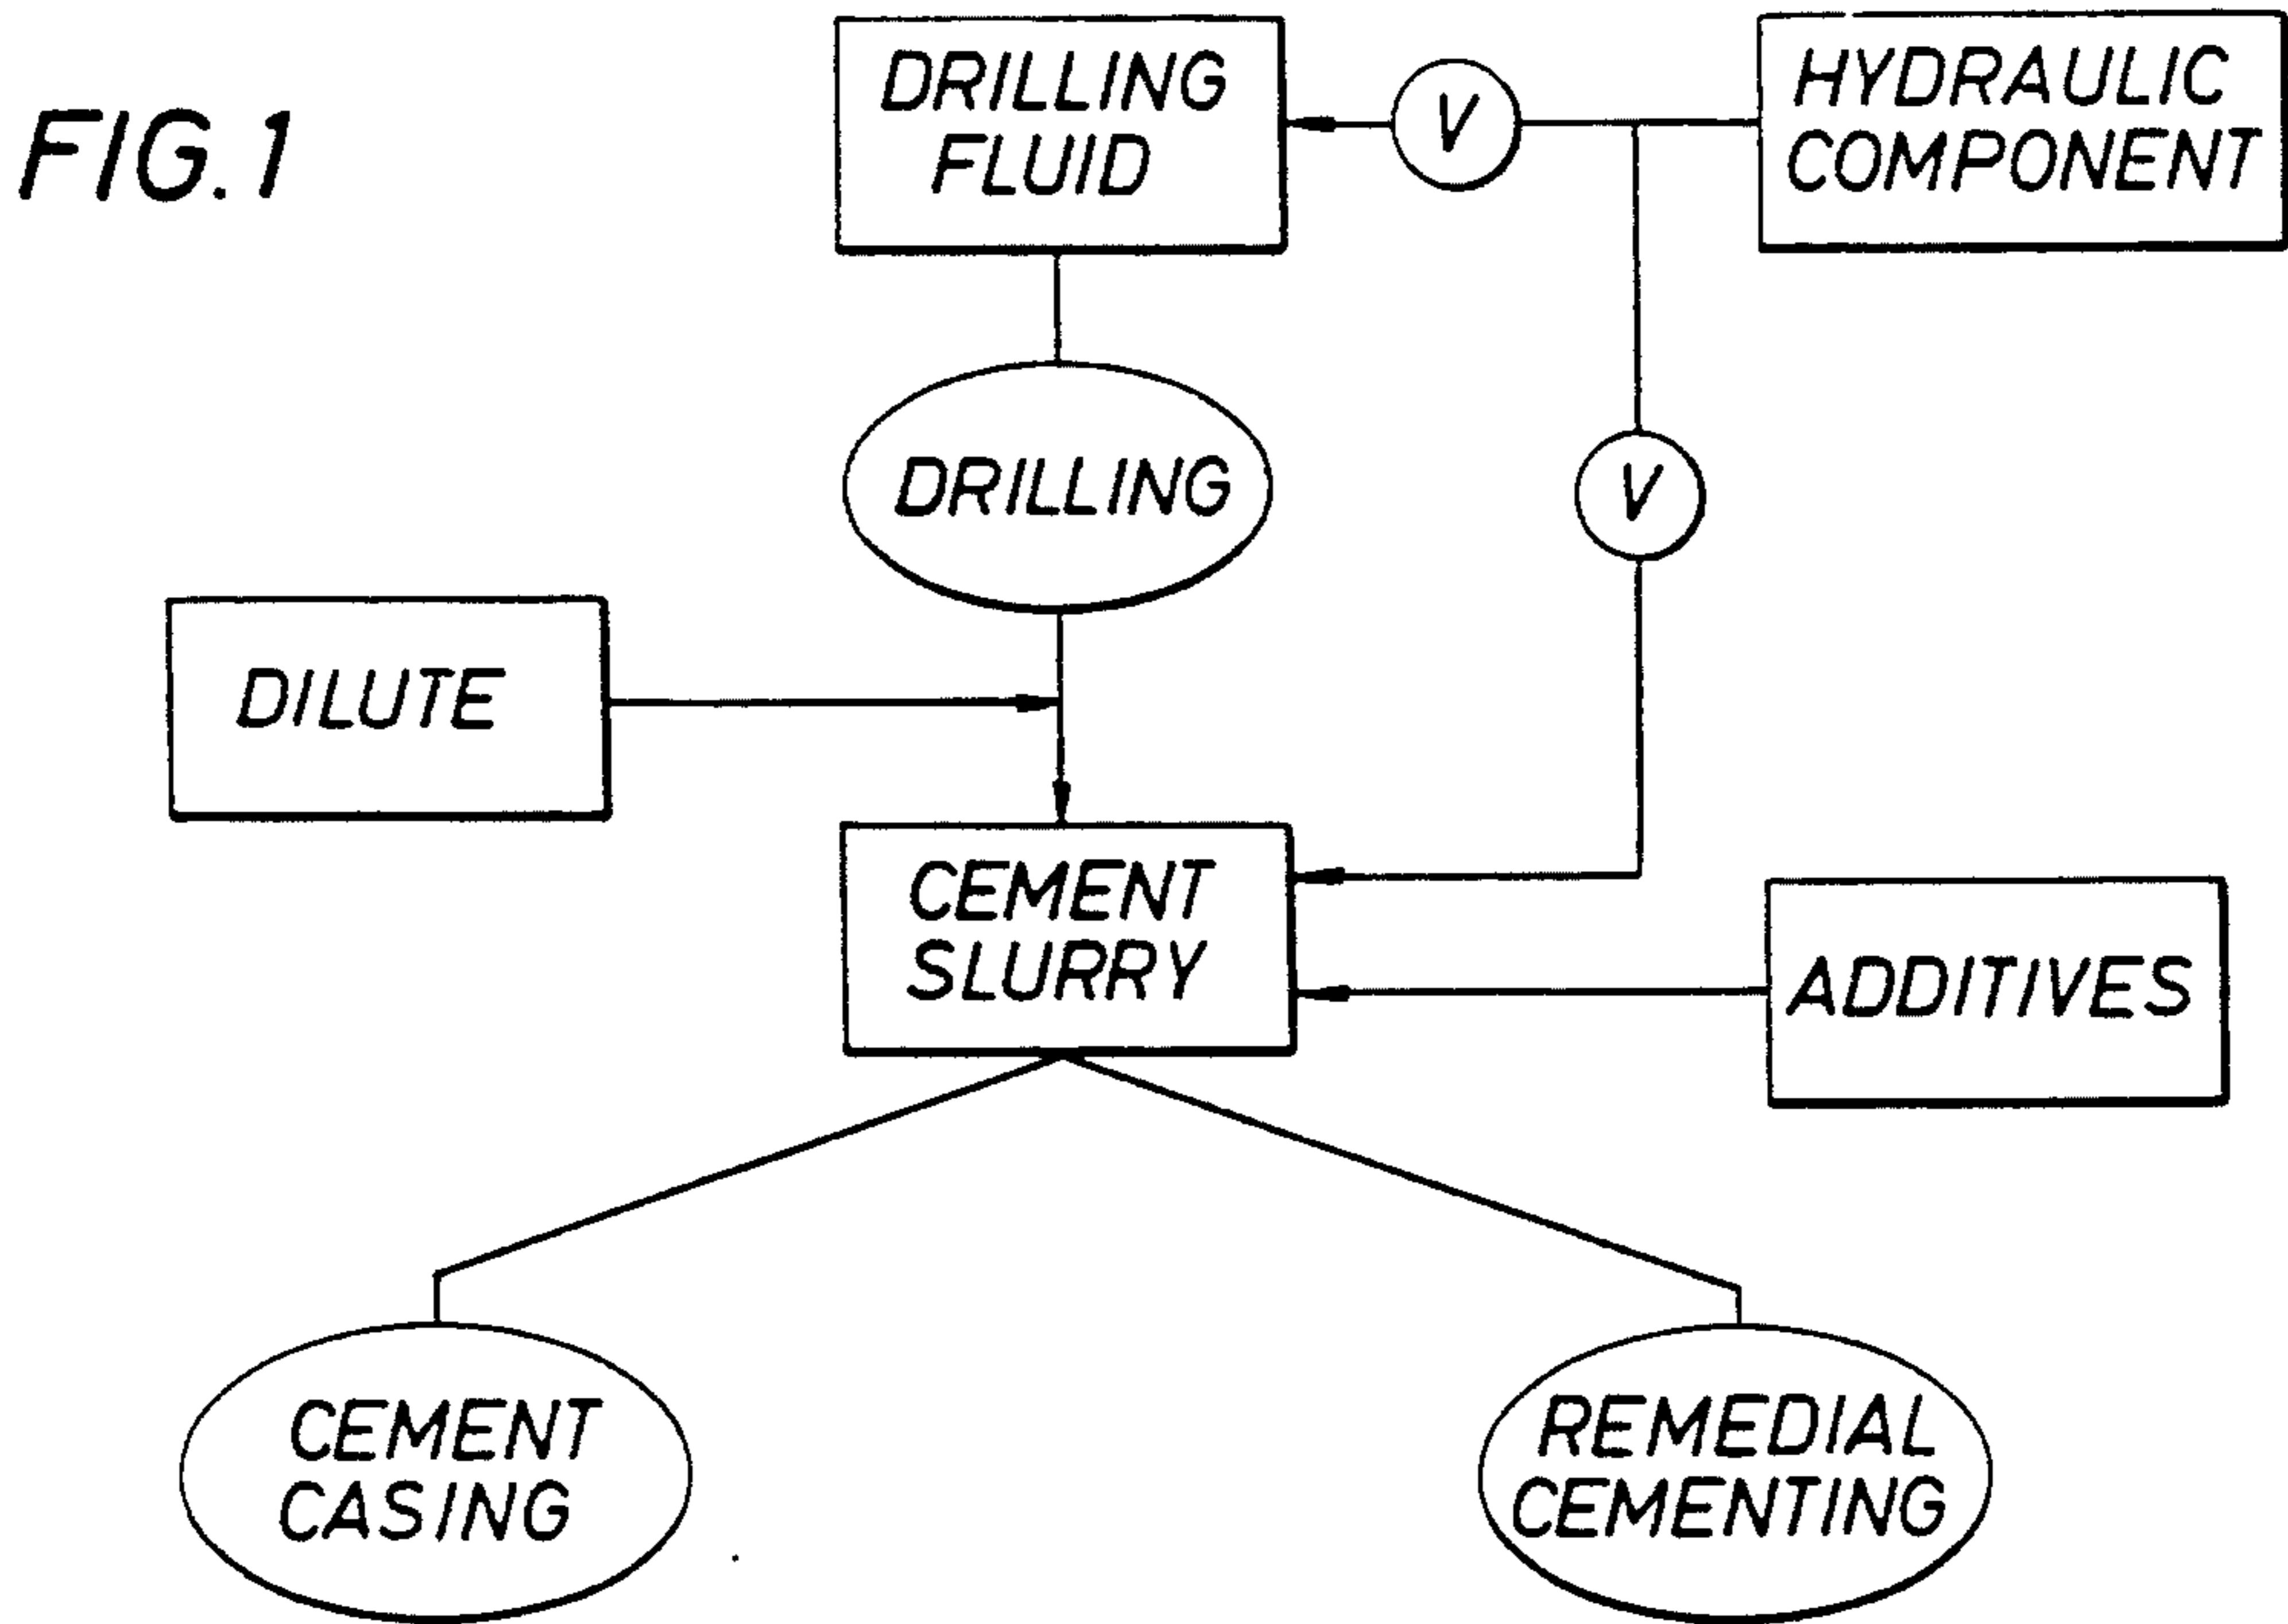 FIG. 1
DRILLING
FLUID
V
HYDRAULIC
COMPONENT
DRILLING
V
DILUTE
CEMENT
SLURRY
ADDITIVES
CEMENT
CASING
REMEDIAL
CEMENTING